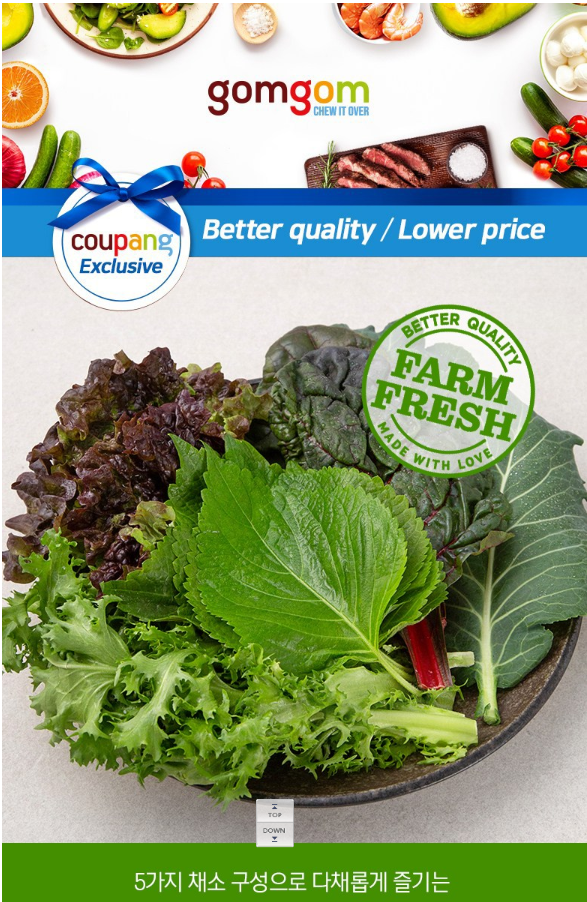 gomgom
CHEW IT OVER
coupang
Exclusive
Better quality / Lower price
BETTER QUALITY
FARM
FRESH
MADE WITH LOVE
TOP
DOWN
5가지 채소 구성으로 다채롭게 즐기는